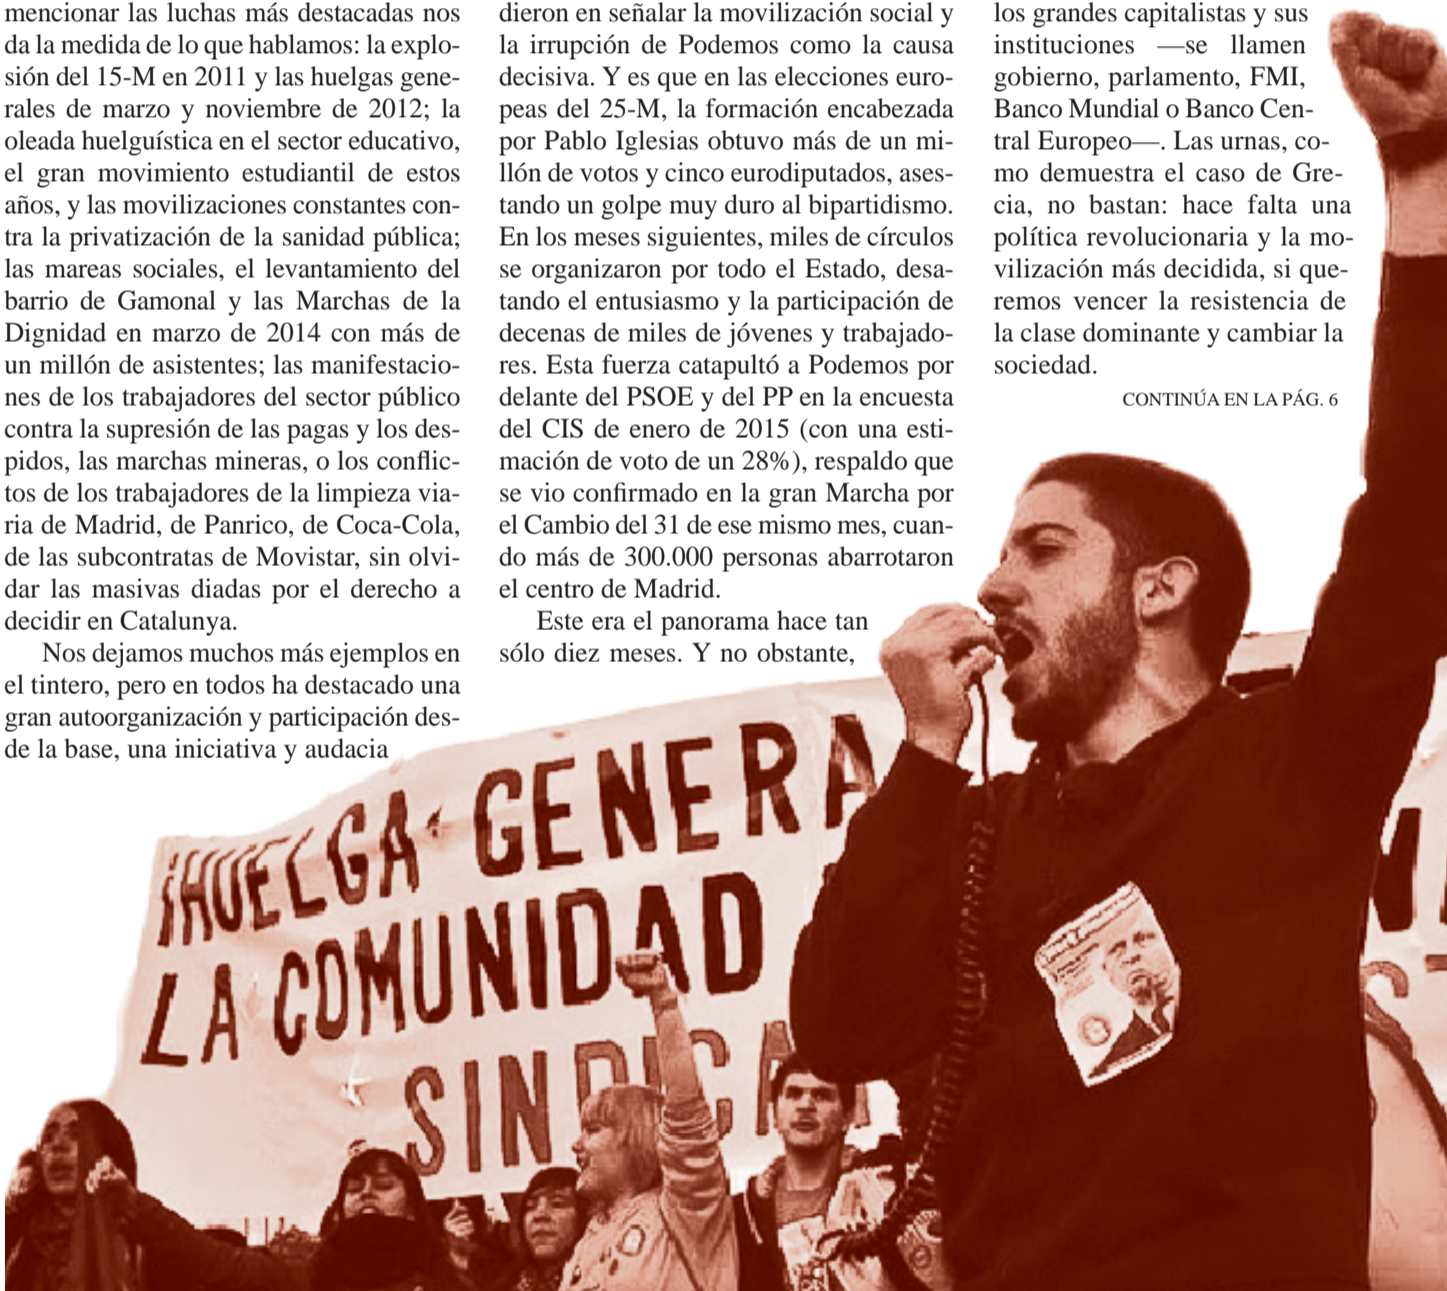 mencionar las luchas más destacadas nos
da la medida de lo que hablamos: la explo-
sión del 15-M en 2011 y las huelgas gene-
rales de marzo y noviembre de 2012; la
oleada huelguística en el sector educativo,
el gran movimiento estudiantil de estos
años, y las movilizaciones constantes con-
tra la privatización de la sanidad pública;
las mareas sociales, el levantamiento del
barrio de Gamonal y las Marchas de la
Dignidad en marzo de 2014 con más de
un millón de asistentes; las manifestacio-
nes de los trabajadores del sector público
contra la supresión de las pagas y los des-
pidos, las marchas mineras, o los conflic-
tos de los trabajadores de la limpieza via-
ria de Madrid, de Panrico, de Coca-Cola,
de las subcontratas de Movistar, sin olvi-
dar las masivas diadas por el derecho a
decidir en Catalunya.
Nos dejamos muchos más ejemplos en
el tintero, pero en todos ha destacado una
gran autoorganización y participación des-
de la base, una iniciativa y audacia
dieron en señalar la movilización social y
la irrupción de Podemos como la causa
decisiva. Y es que en las elecciones euro-
peas del 25-M, la formación encabezada
por Pablo Iglesias obtuvo más de un mi-
llón de votos y cinco eurodiputados, ases-
tando un golpe muy duro al bipartidismo.
En los meses siguientes, miles de círculos
se organizaron por todo el Estado, desa-
tando el entusiasmo y la participación de
decenas de miles de jóvenes y trabajado-
res. Esta fuerza catapultó a Podemos por
delante del PSOE y del PP en la encuesta
del CIS de enero de 2015 (con una esti-
mación de voto de un 28%), respaldo que
se vio confirmado en la gran Marcha por
el Cambio del 31 de ese mismo mes, cuan-
do más de 300.000 personas abarrotaron
el centro de Madrid.
Este era el panorama hace tan
sólo diez meses. Y no obstante,
los grandes capitalistas y sus
instituciones —se llamen
gobierno, parlamento, FMI,
Banco Mundial o Banco Cen-
tral Europeo—. Las urnas, co-
mo demuestra el caso de Gre-
cia, no bastan: hace falta una
política revolucionaria y la mo-
vilización más decidida, si que-
remos vencer la resistencia de
la clase dominante y cambiar la
sociedad.
CONTINÚA EN LA PÁG. 6
¡HUELGA GENERA
LA COMUNIDAD
SINDICA